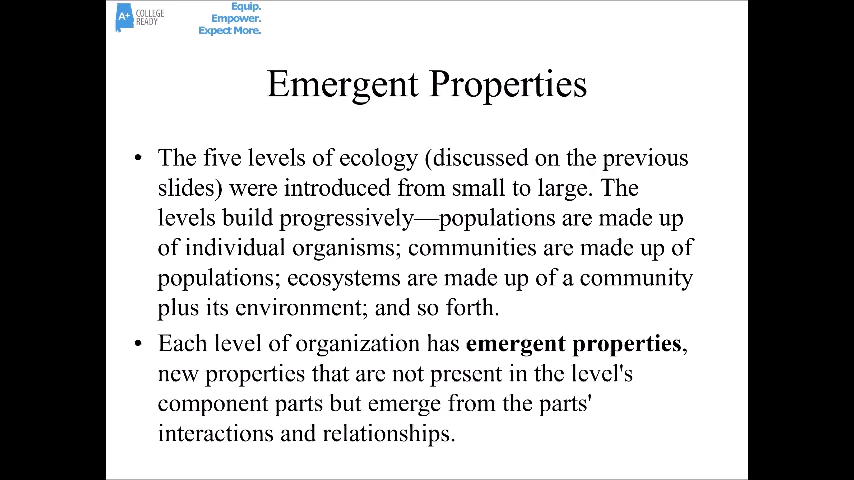 A+ COLLEGE
READY
Equip.
Empower.
Expect More.
Emergent Properties
• The five levels of ecology (discussed on the previous
slides) were introduced from small to large. The
levels build progressively—populations are made up
of individual organisms; communities are made up of
populations; ecosystems are made up of a community
plus its environment; and so forth.
• Each level of organization has emergent properties,
new properties that are not present in the level's
component parts but emerge from the parts'
interactions and relationships.